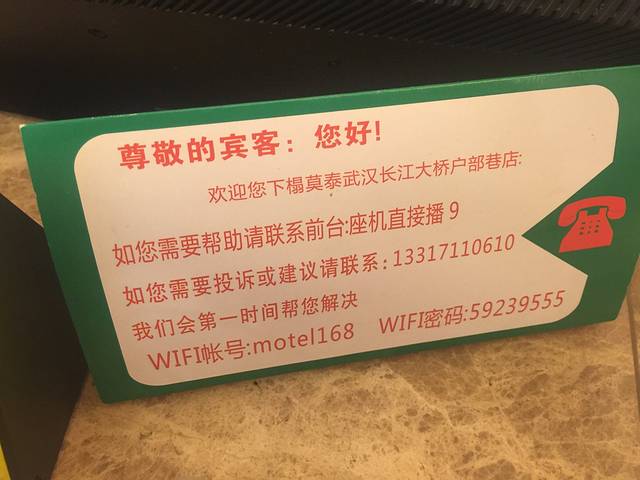 尊敬的宾客：您好!
欢迎您下榻莫泰武汉长江大桥户部巷店:
如您需要帮助请联系前台:座机直接播 9
如您需要投诉或建议请联系:13317110610
我们会第一时间帮您解决
WIFI帐号:motel168 WIFI密码:59239555